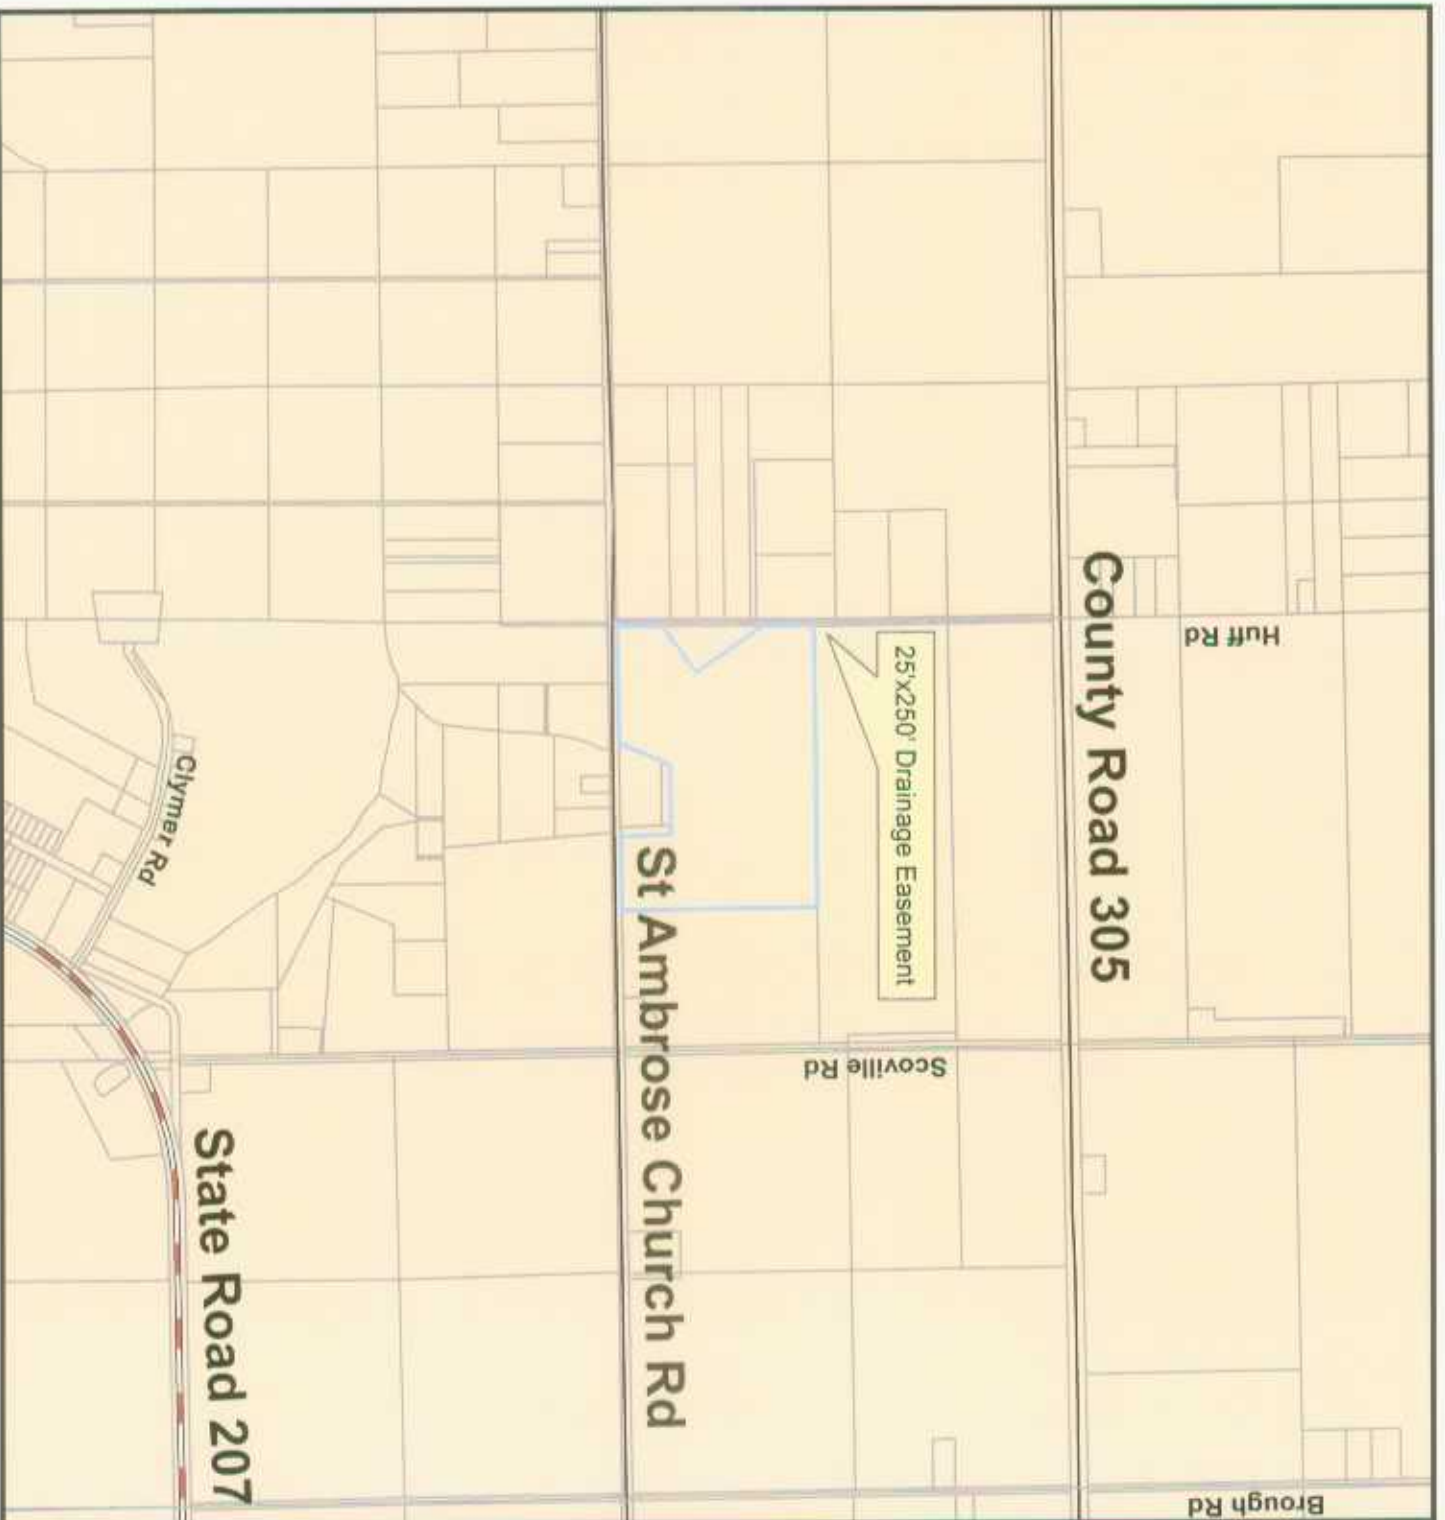 Huff Rd
County Road 305
25'x250' Drainage Easement
Clymer Rd
St Ambrose Church Rd
Scoville Rd
State Road 207
Brough Rd